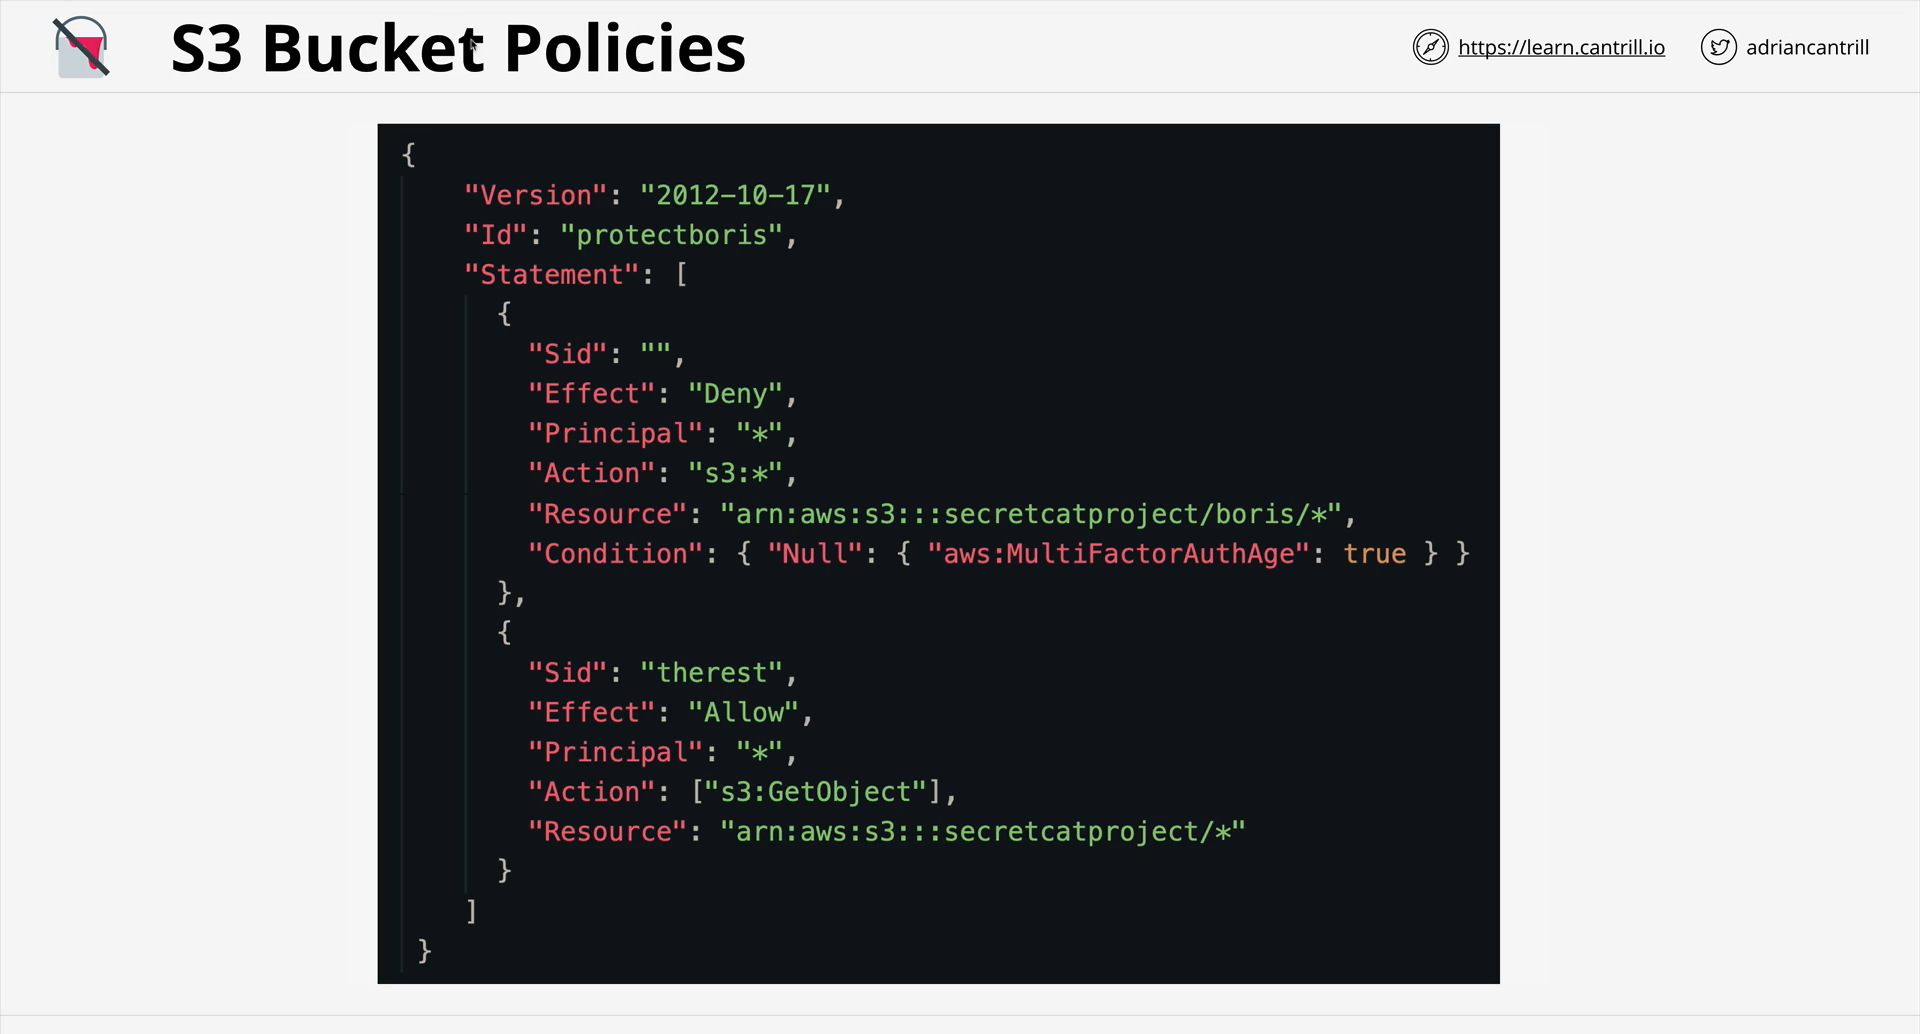 S3 Bucket Policies
https://learn.cantrill.io
adriancantrill
{
"Version": "2012-10-17",
"Id": "protectboris",
"Statement": [
{
"Sid": "",
"Effect": "Deny",
"Principal": "*",
"Action": "s3:*",
"Resource": "arn:aws:s3:::secretcatproject/boris/*",
"Condition": { "Null": { "aws:MultiFactorAuthAge": true } }
},
{
"Sid": "therest",
"Effect": "Allow",
"Principal": "*",
"Action": ["s3:GetObject"],
"Resource": "arn:aws:s3:::secretcatproject/*"
}
]
}